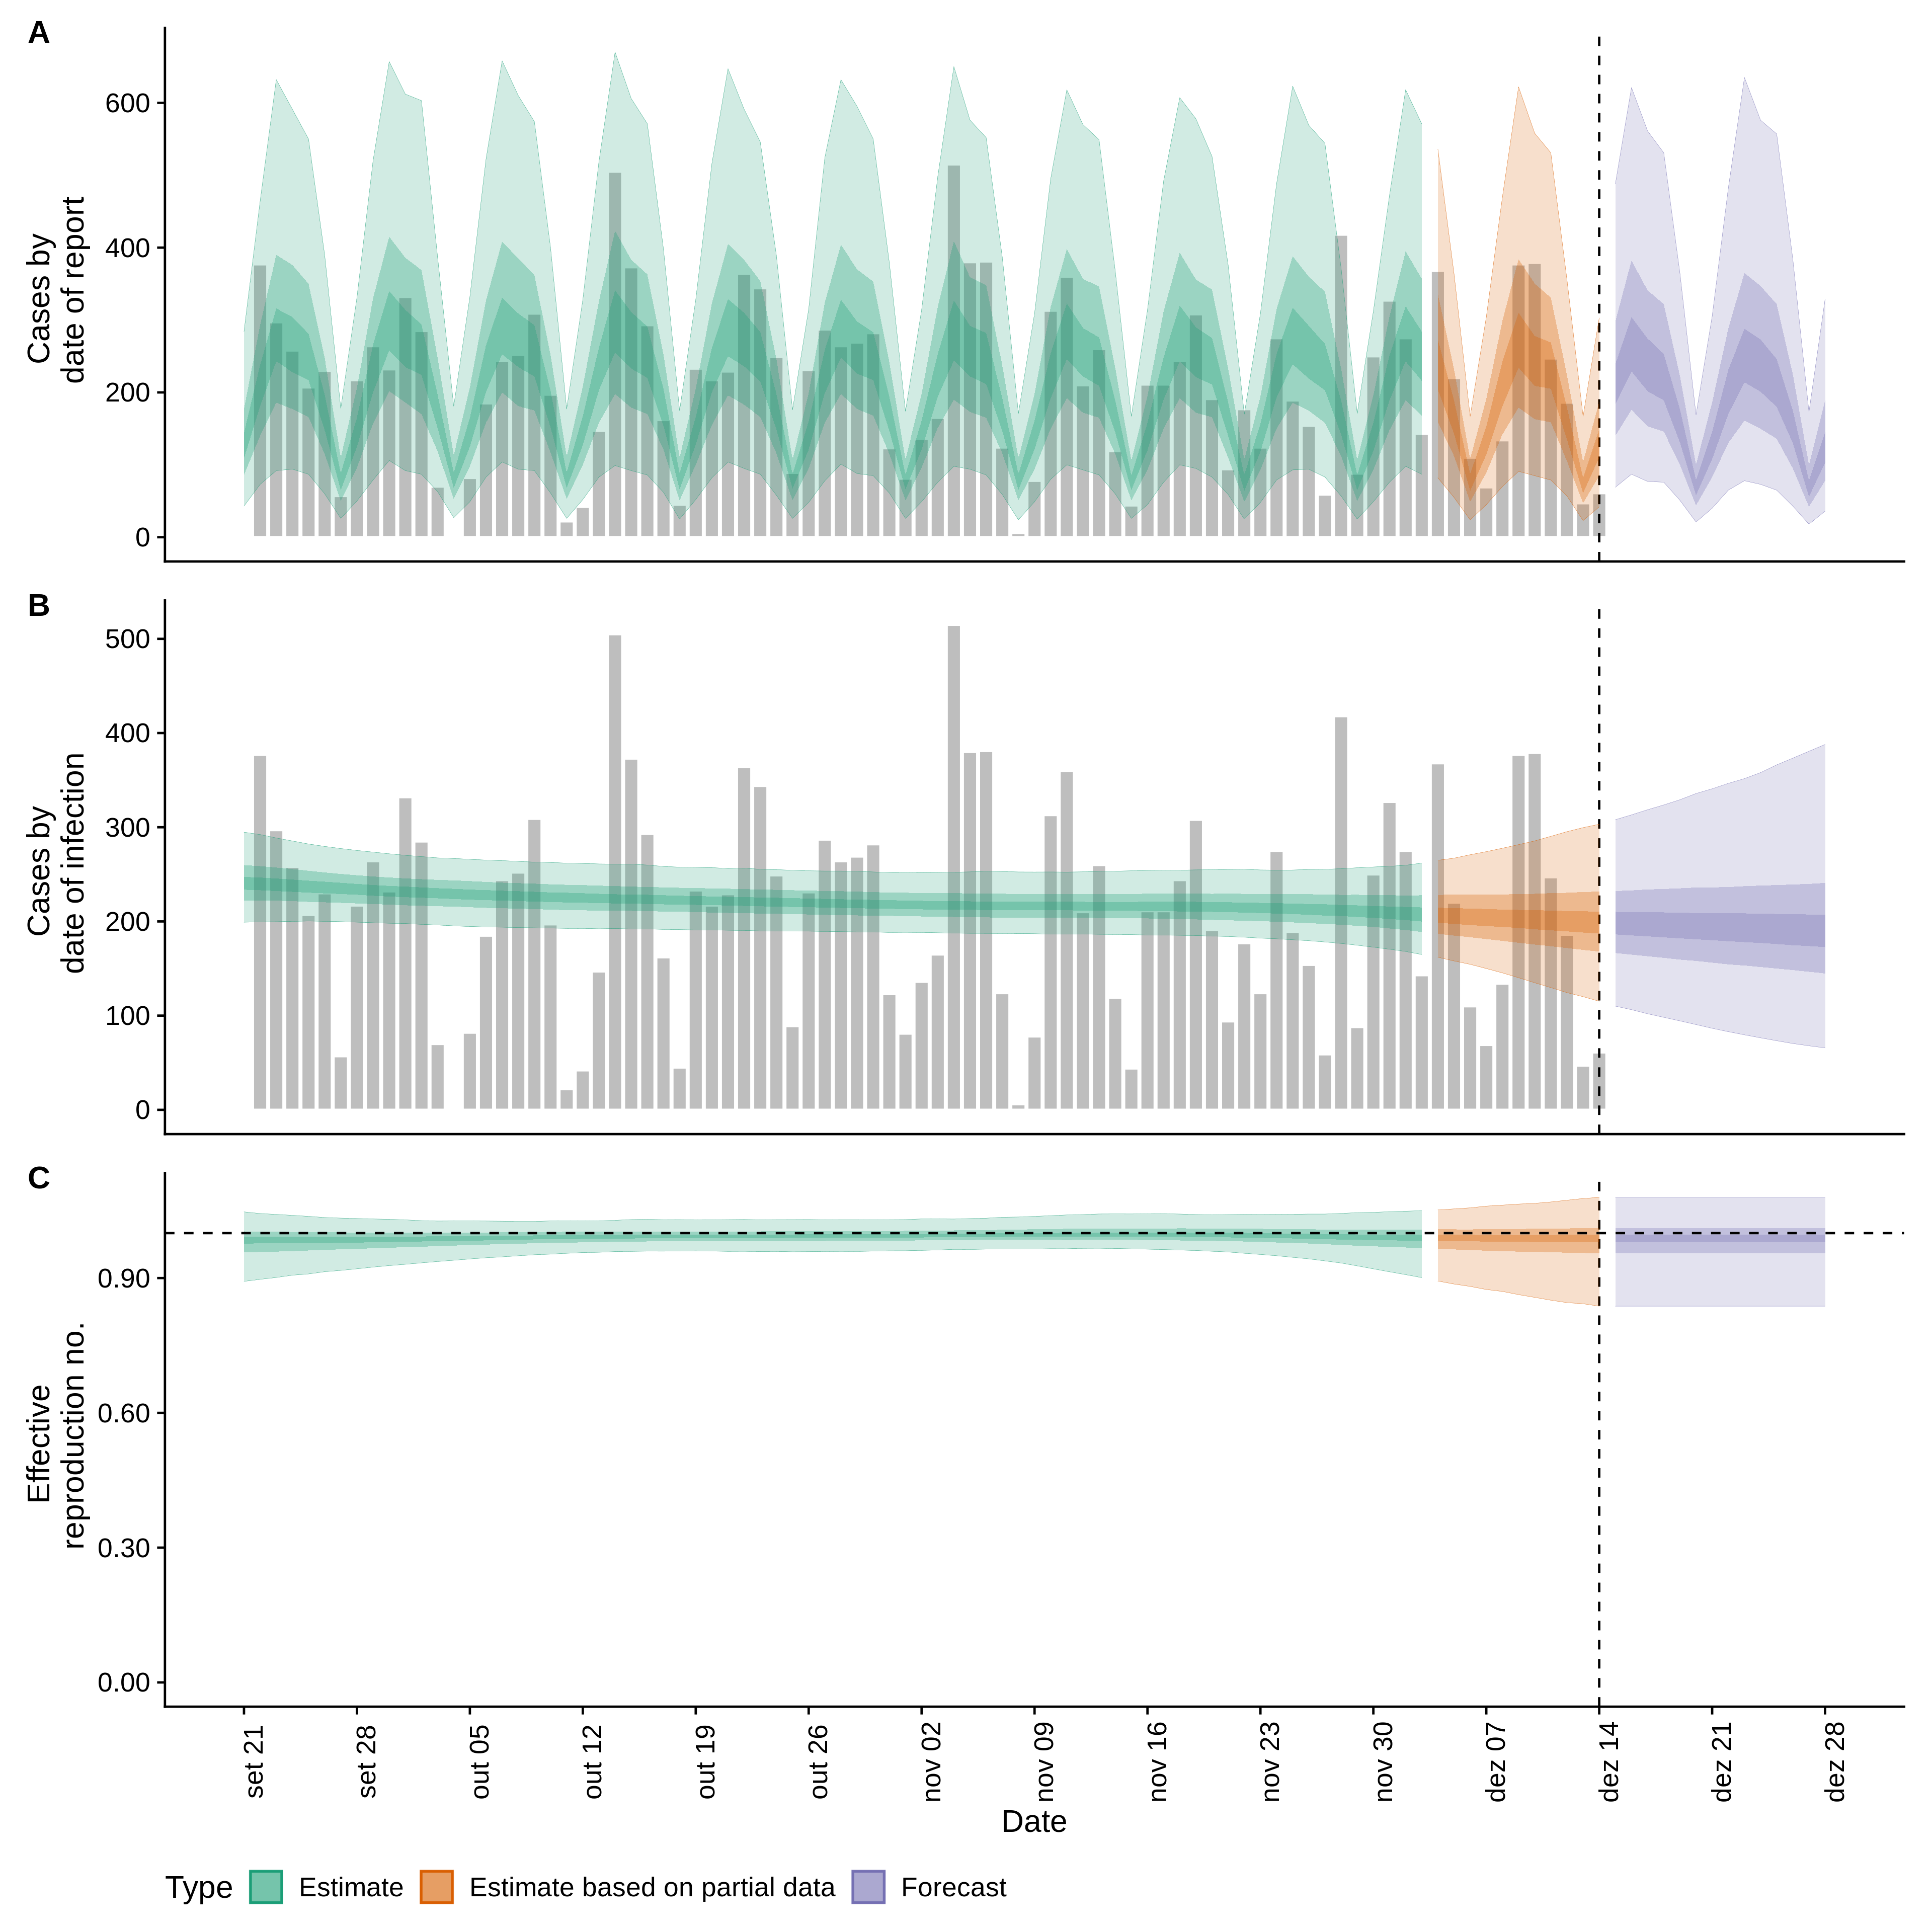 A
Cases by
date of report
600
400
200
0
B
Cases by
date of infection
500
400
300
200
100
0
C
Effective
reproduction no.
0.90
0.60
0.30
0.00
set 21
set 28
out 05
out 12
out 19
out 26
nov 02
nov 09
nov 16
nov 23
nov 30
dez 07
dez 14
dez 21
dez 28
Date
Type Estimate Estimate based on partial data Forecast